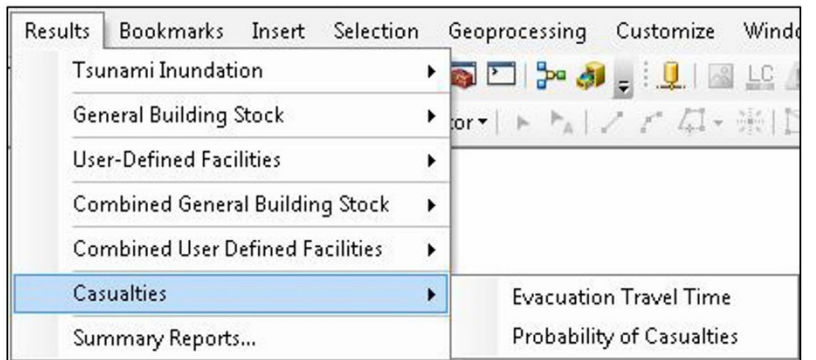 Results Bookmarks Insert Selection Geoprocessing Customize
Tsunami Inundation
LC
General Building Stock
User-Defined Facilities
Combined General Building Stock
Combined User Defined Facilities
Casualties
Evacuation Travel Time
Summary Reports...
Probability of Casualties